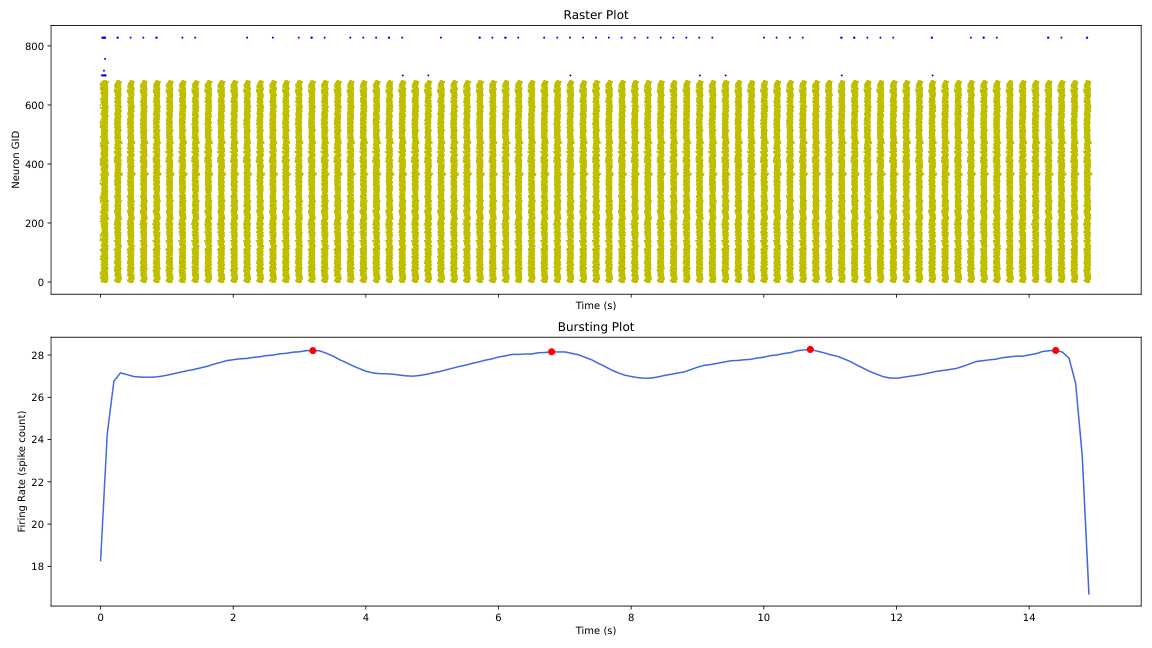 Raster Plot
Neuron GID
800
600
400
200
0
Time (s)
Bursting Plot
Firing Rate (spike count)
28
26
24
22
20
18
0 2 4 6 8 10 12 14
Time (s)